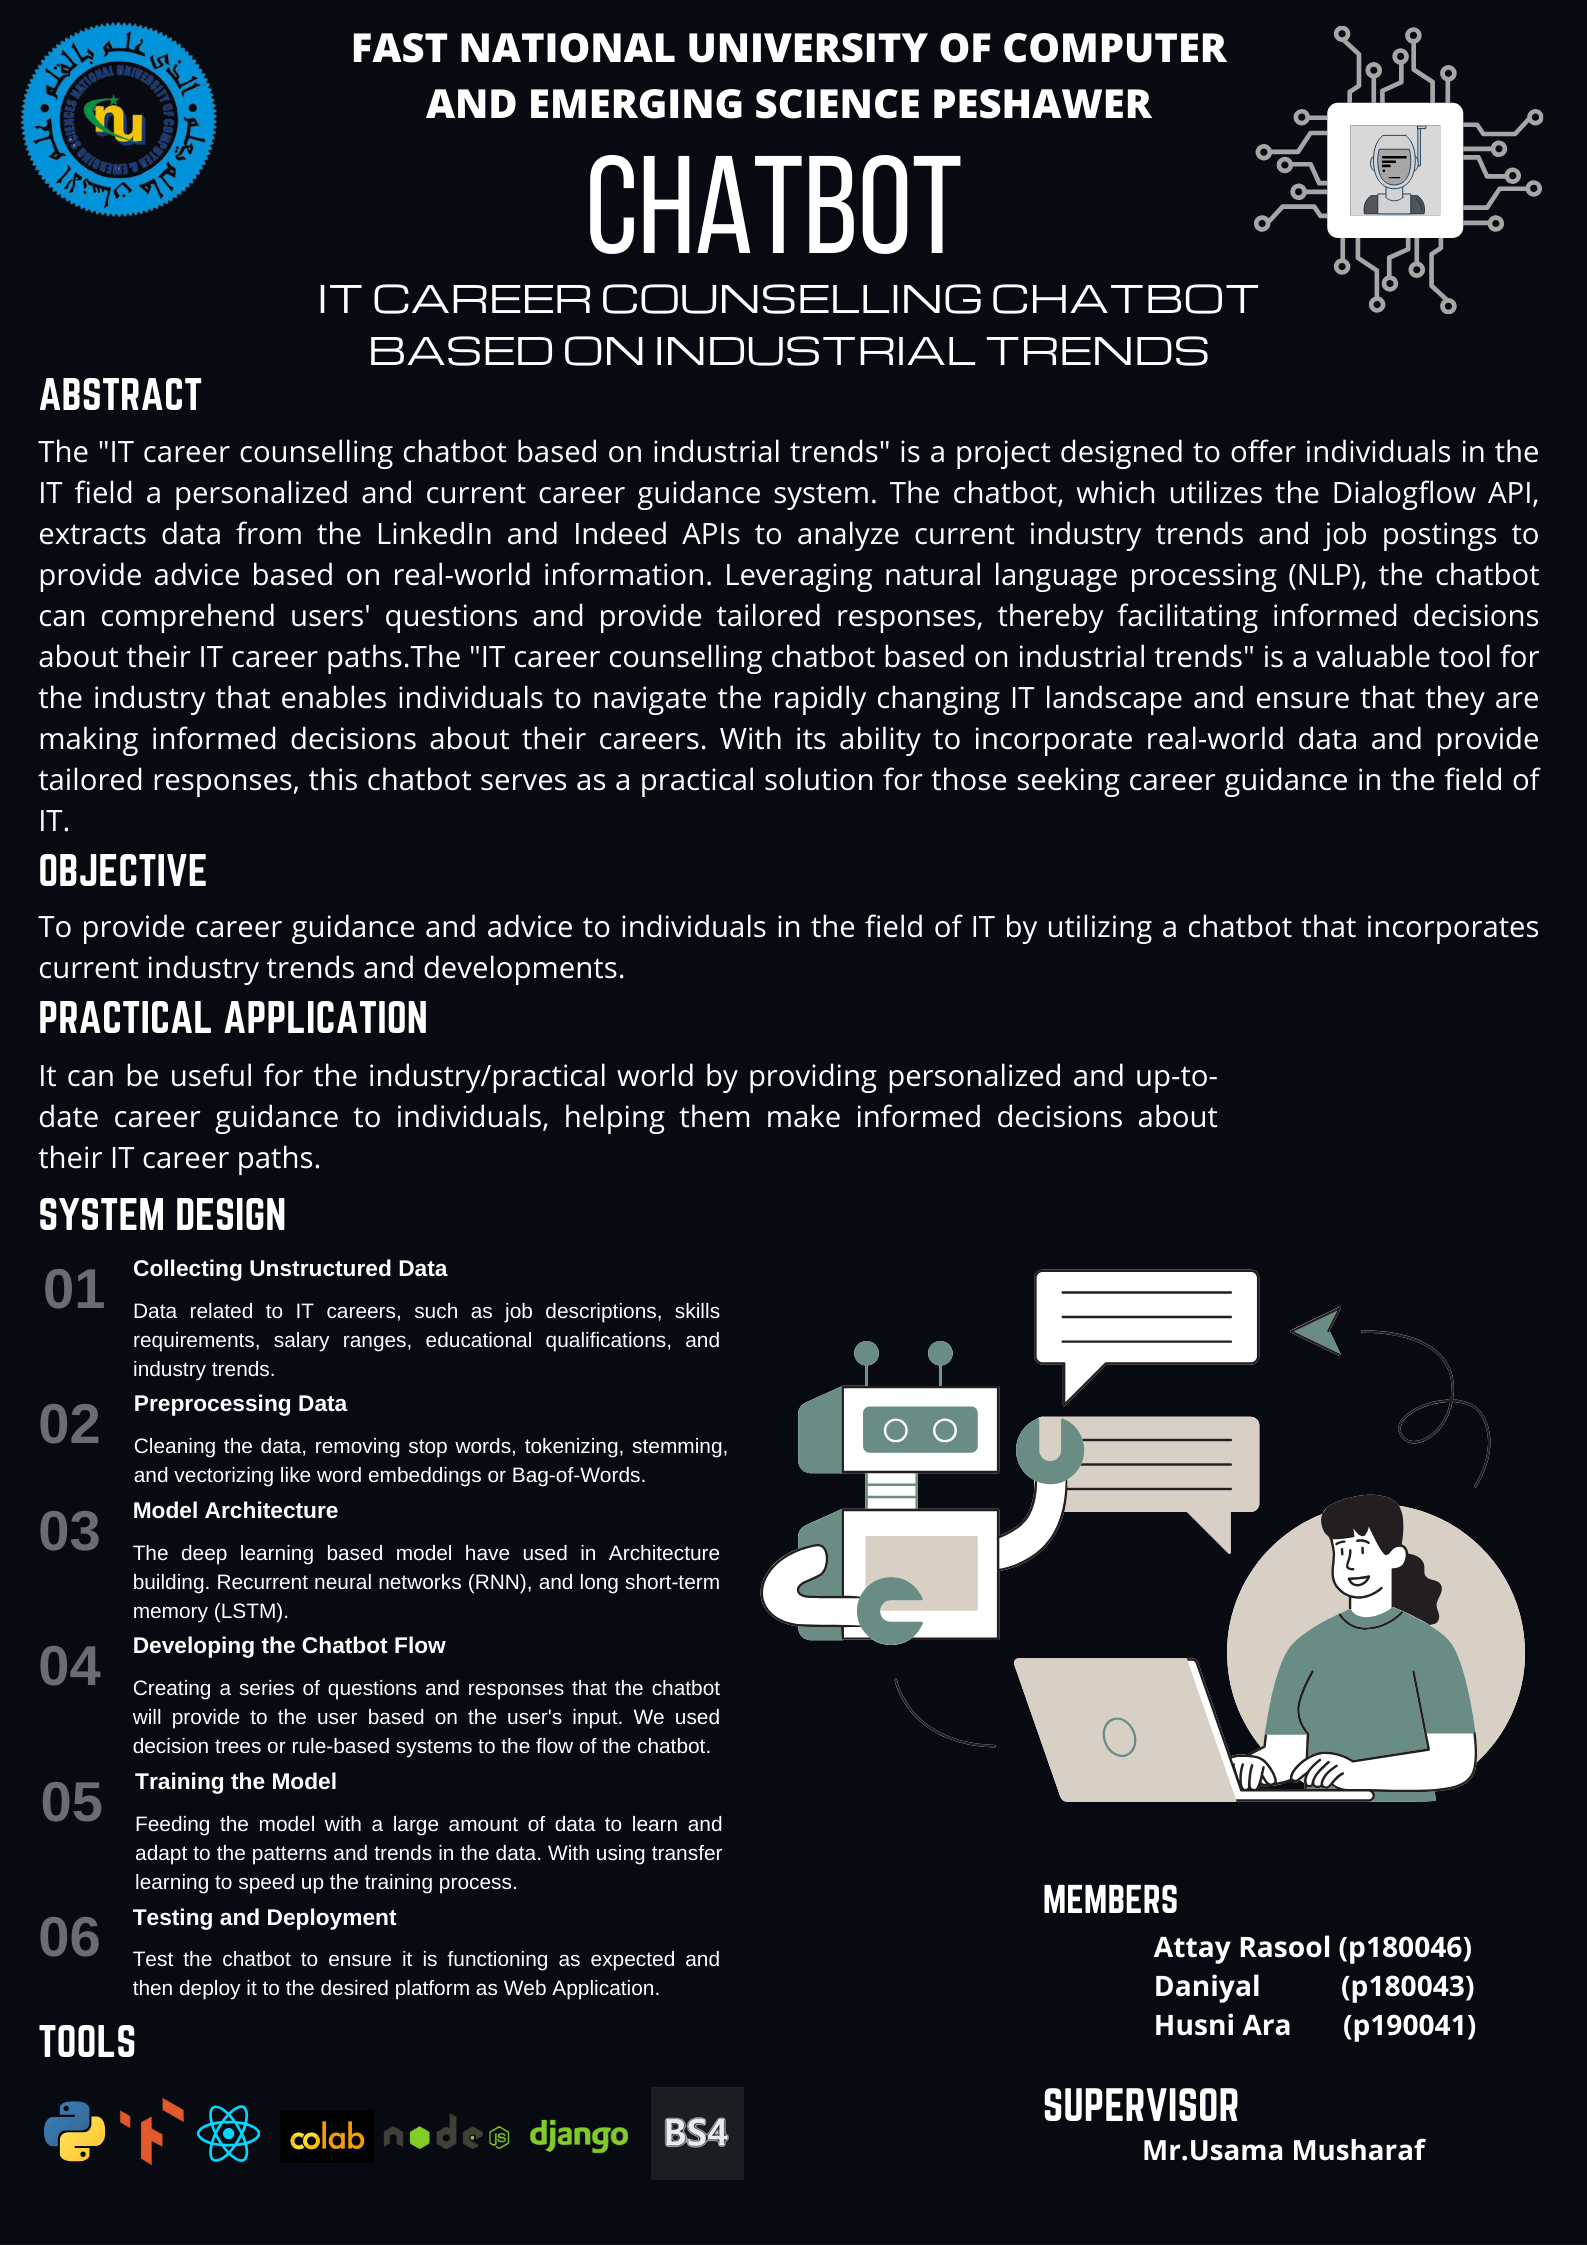 FAST NATIONAL UNIVERSITY OF COMPUTER
AND EMERGING SCIENCE PESHAWER
CHATBOT
IT CAREER COUNSELLING CHATBOT
BASED ON INDUSTRIAL TRENDS
nu
ABSTRACT
The "IT career counselling chatbot based on industrial trends" is a project designed to offer individuals in the
IT field a personalized and current career guidance system. The chatbot, which utilizes the Dialogflow API,
extracts data from the LinkedIn and Indeed APIs to analyze current industry trends and job postings to
provide advice based on real-world information. Leveraging natural language processing (NLP), the chatbot
can comprehend users' questions and provide tailored responses, thereby facilitating informed decisions
about their IT career paths.The "IT career counselling chatbot based on industrial trends" is a valuable tool for
the industry that enables individuals to navigate the rapidly changing IT landscape and ensure that they are
making informed decisions about their careers. With its ability to incorporate real-world data and provide
tailored responses, this chatbot serves as a practical solution for those seeking career guidance in the field of
IT.
OBJECTIVE
To provide career guidance and advice to individuals in the field of IT by utilizing a chatbot that incorporates
current industry trends and developments.
PRACTICAL APPLICATION
It can be useful for the industry/practical world by providing personalized and up-to-
date career guidance to individuals, helping them make informed decisions about
their IT career paths.
SYSTEM DESIGN
01
Collecting Unstructured Data
Data related to IT careers, such as job descriptions, skills
requirements, salary ranges, educational qualifications, and
industry trends.
02
Preprocessing Data
Cleaning the data, removing stop words, tokenizing, stemming,
and vectorizing like word embeddings or Bag-of-Words.
03
Model Architecture
The deep learning based model have used in Architecture
building. Recurrent neural networks (RNN), and long short-term
memory (LSTM).
04
Developing the Chatbot Flow
Creating a series of questions and responses that the chatbot
will provide to the user based on the user's input. We used
decision trees or rule-based systems to the flow of the chatbot.
05
Training the Model
Feeding the model with a large amount of data to learn and
adapt to the patterns and trends in the data. With using transfer
learning to speed up the training process.
06
Testing and Deployment
Test the chatbot to ensure it is functioning as expected and
then deploy it to the desired platform as Web Application.
TOOLS
colab
node JS
django
BS4
MEMBERS
Attay Rasool (p180046)
Daniyal (p180043)
Husni Ara (p190041)
SUPERVISOR
Mr.Usama Musharaf